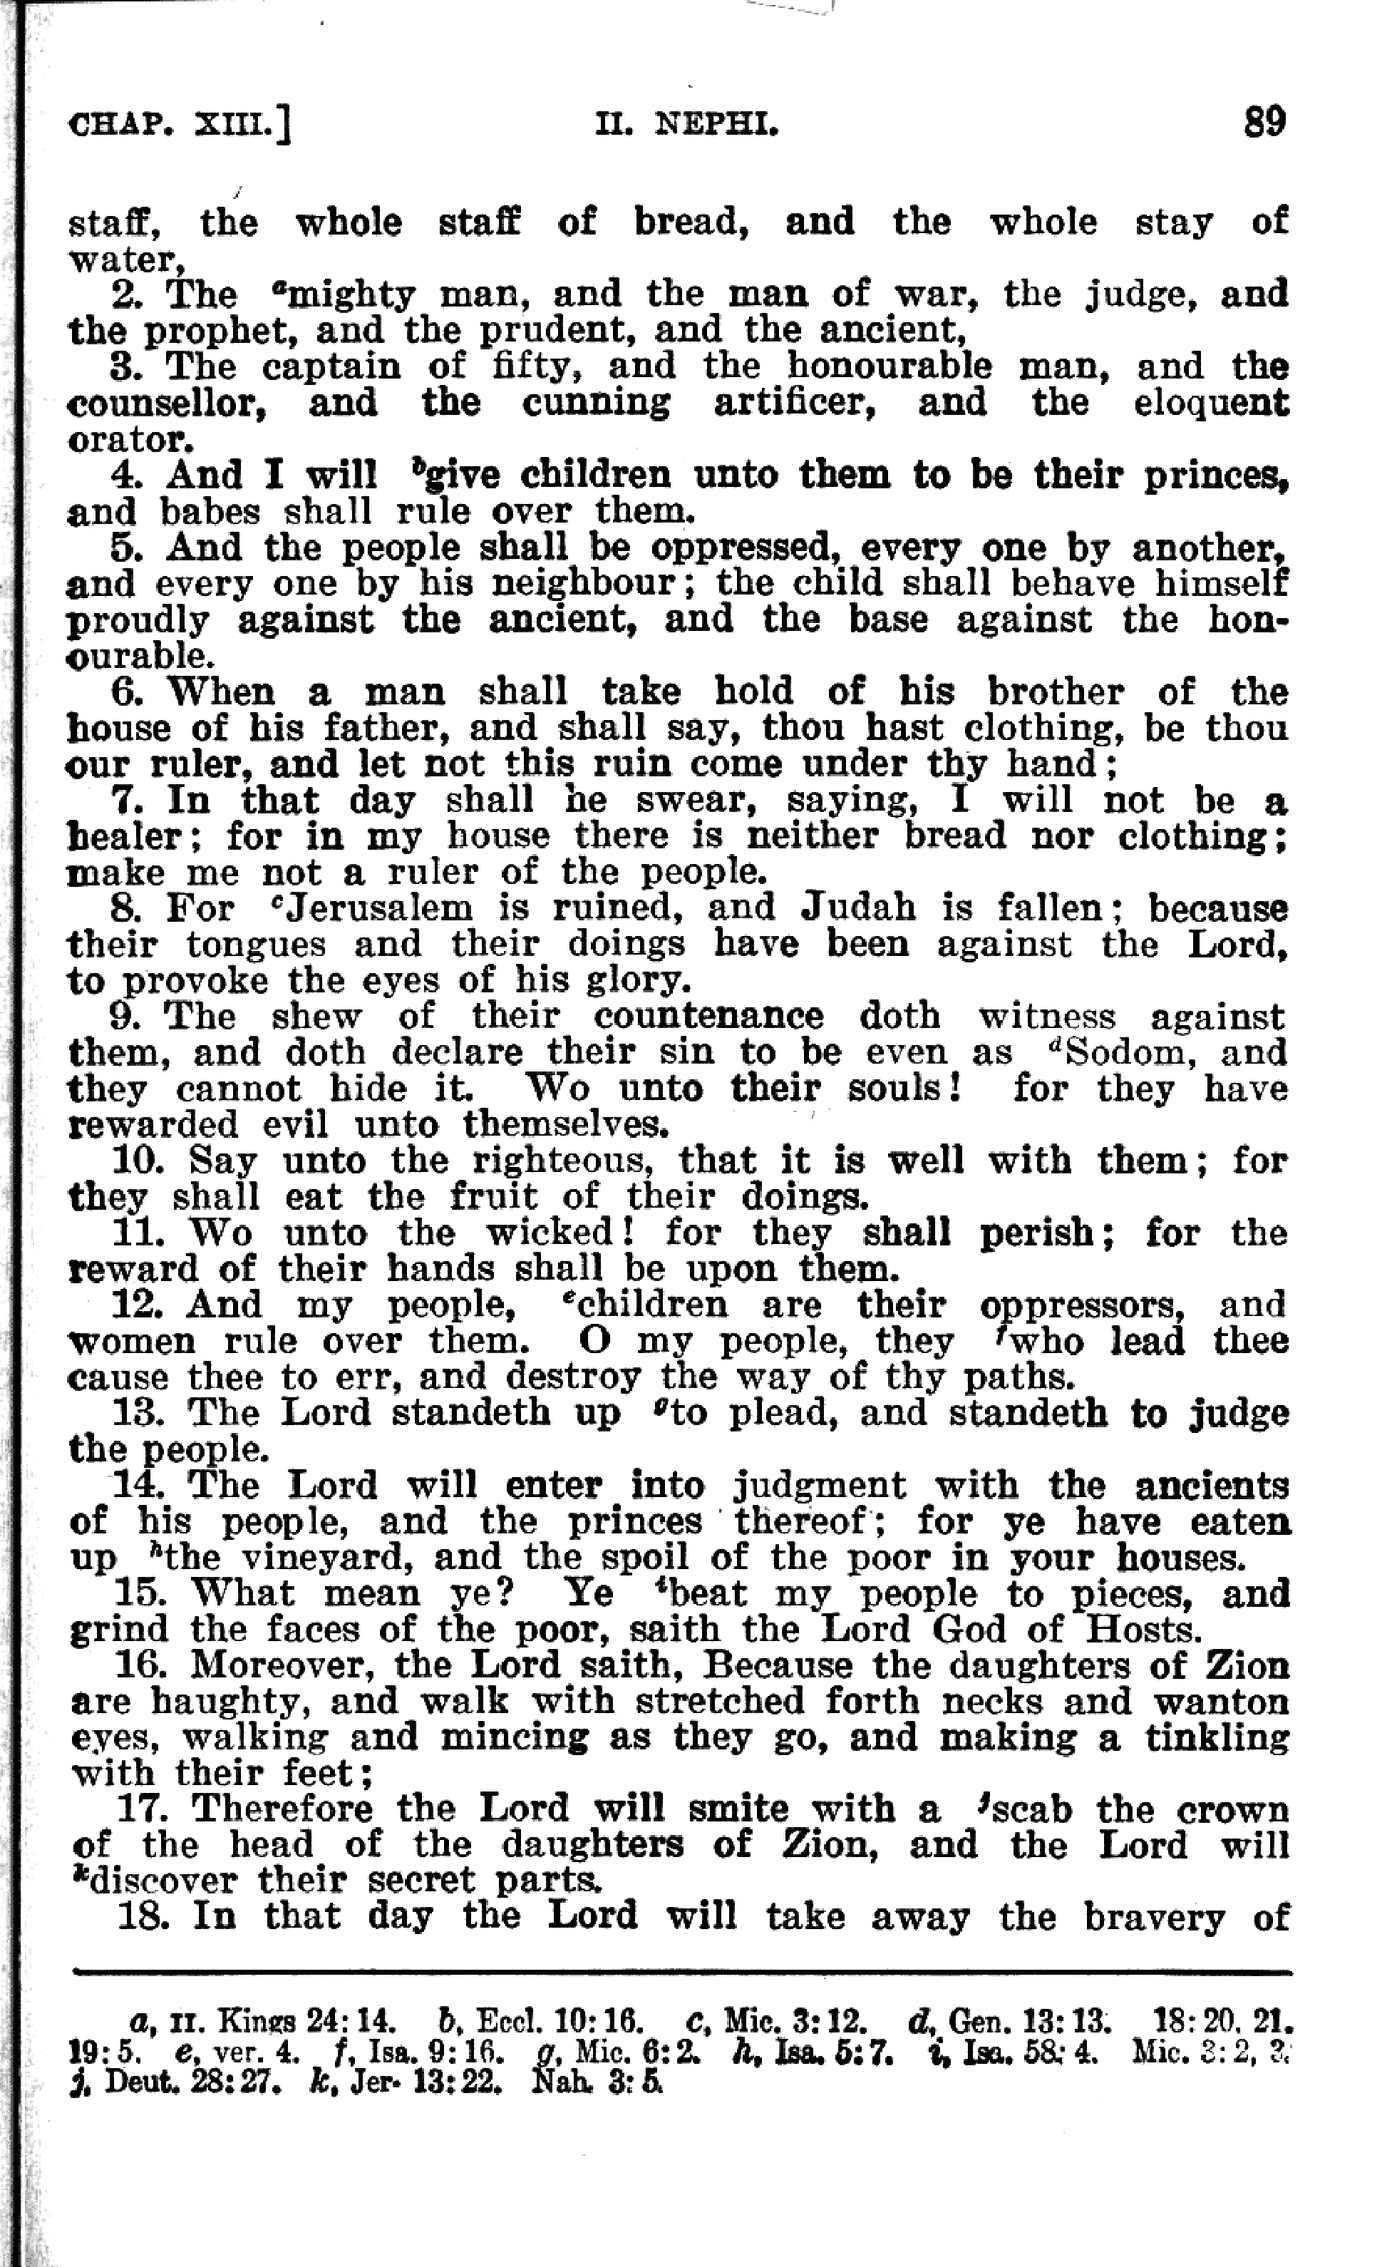 CHAP. XIII.] II. NEPHI. 89
staff, the whole staff of bread, and the whole stay of
water,
2. The ᵃmighty man, and the man of war, the judge, and
the prophet, and the prudent, and the ancient,
3. The captain of fifty, and the honourable man, and the
counsellor, and the cunning artificer, and the eloquent
orator.
4. And I will ᵇgive children unto them to be their princes,
and babes shall rule over them.
5. And the people shall be oppressed, every one by another,
and every one by his neighbour; the child shall behave himself
proudly against the ancient, and the base against the hon-
ourable.
6. When a man shall take hold of his brother of the
house of his father, and shall say, thou hast clothing, be thou
our ruler, and let not this ruin come under thy hand;
7. In that day shall he swear, saying, I will not be a
healer; for in my house there is neither bread nor clothing;
make me not a ruler of the people.
8. For ᶜJerusalem is ruined, and Judah is fallen; because
their tongues and their doings have been against the Lord,
to provoke the eyes of his glory.
9. The shew of their countenance doth witness against
them, and doth declare their sin to be even as ᵈSodom, and
they cannot hide it. Wo unto their souls! for they have
rewarded evil unto themselves.
10. Say unto the righteous, that it is well with them; for
they shall eat the fruit of their doings.
11. Wo unto the wicked! for they shall perish; for the
reward of their hands shall be upon them.
12. And my people, ᵉchildren are their oppressors, and
women rule over them. O my people, they ᶠwho lead thee
cause thee to err, and destroy the way of thy paths.
13. The Lord standeth up ᵍto plead, and standeth to judge
the people.
14. The Lord will enter into judgment with the ancients
of his people, and the princes thereof; for ye have eaten
up ʰthe vineyard, and the spoil of the poor in your houses.
15. What mean ye? Ye ⁱbeat my people to pieces, and
grind the faces of the poor, saith the Lord God of Hosts.
16. Moreover, the Lord saith, Because the daughters of Zion
are haughty, and walk with stretched forth necks and wanton
eyes, walking and mincing as they go, and making a tinkling
with their feet;
17. Therefore the Lord will smite with a ʲscab the crown
of the head of the daughters of Zion, and the Lord will
ᵏdiscover their secret parts.
18. In that day the Lord will take away the bravery of
a, II. Kings 24:14. b, Eccl. 10:16. c, Mic. 3:12. d, Gen. 13:13. 18:20, 21.
19:5. e, ver. 4. f, Isa. 9:16. g, Mic. 6:2. h, Isa. 5:7. i, Isa. 58:4. Mic. 3:2, 3.
j, Deut. 28:27. k, Jer. 13:22. Nah. 3:5.